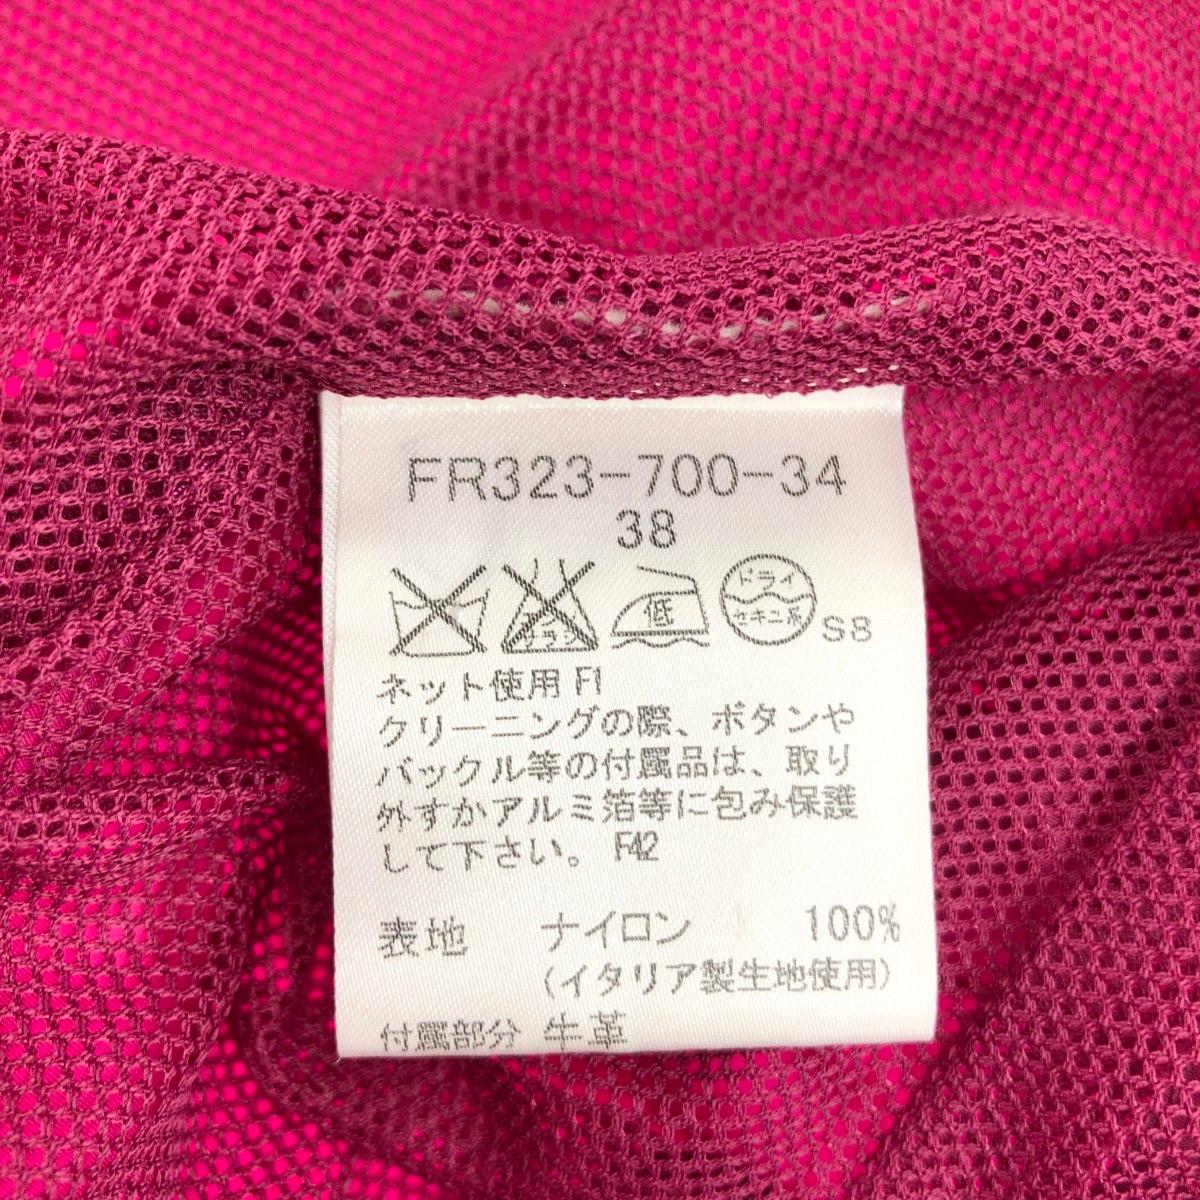 FR323-700-34
38
エンソ
サラシ
低
ドライ
セキユ系
S8
ネット使用 F1
クリーニングの際、ボタンや
バックル等の付属品は、取り
外すかアルミ箔等に包み保護
して下さい。 F42
表地 ナイロン 100%
(イタリア製生地使用)
付属部分 牛革